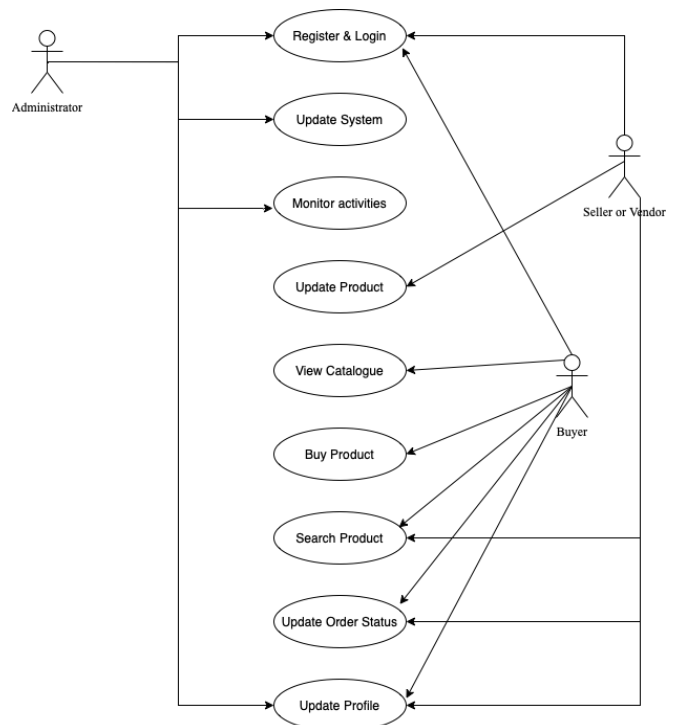 Register & Login
Administrator
Update System
Monitor activities
Seller or Vendor
Update Product
View Catalogue
Buyer
Buy Product
Search Product
Update Order Status
Update Profile